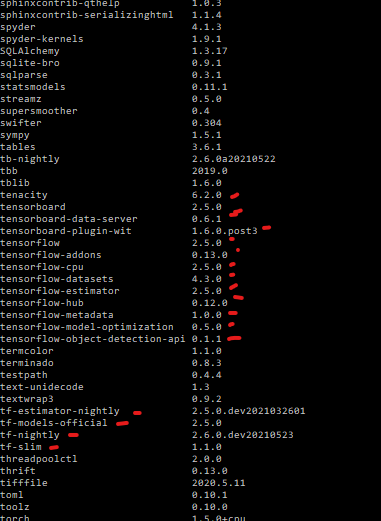 sphinxcontrib-qthelp 1.0.3
sphinxcontrib-serializinghtml 1.1.4
spyder 4.1.3
spyder-kernels 1.9.1
SQLAlchemy 1.3.17
sqlite-bro 0.9.1
sqlparse 0.3.1
statsmodels 0.11.1
streamz 0.5.0
supersmoother 0.4
swifter 0.304
sympy 1.5.1
tables 3.6.1
tb-nightly 2.6.0a20210522
tbb 2019.0
tblib 1.6.0
tenacity 6.2.0
tensorboard 2.5.0
tensorboard-data-server 0.6.1
tensorboard-plugin-wit 1.6.0.post3
tensorflow 2.5.0
tensorflow-addons 0.13.0
tensorflow-cpu 2.5.0
tensorflow-datasets 4.3.0
tensorflow-estimator 2.5.0
tensorflow-hub 0.12.0
tensorflow-metadata 1.0.0
tensorflow-model-optimization 0.5.0
tensorflow-object-detection-api 0.1.1
termcolor 1.1.0
terminado 0.8.3
testpath 0.4.4
text-unidecode 1.3
textwrap3 0.9.2
tf-estimator-nightly 2.5.0.dev2021032601
tf-models-official 2.5.0
tf-nightly 2.6.0.dev20210523
tf-slim 1.1.0
threadpoolctl 2.0.0
thrift 0.13.0
tifffile 2020.5.11
toml 0.10.1
toolz 0.10.0
torch 1.5.0+cpu